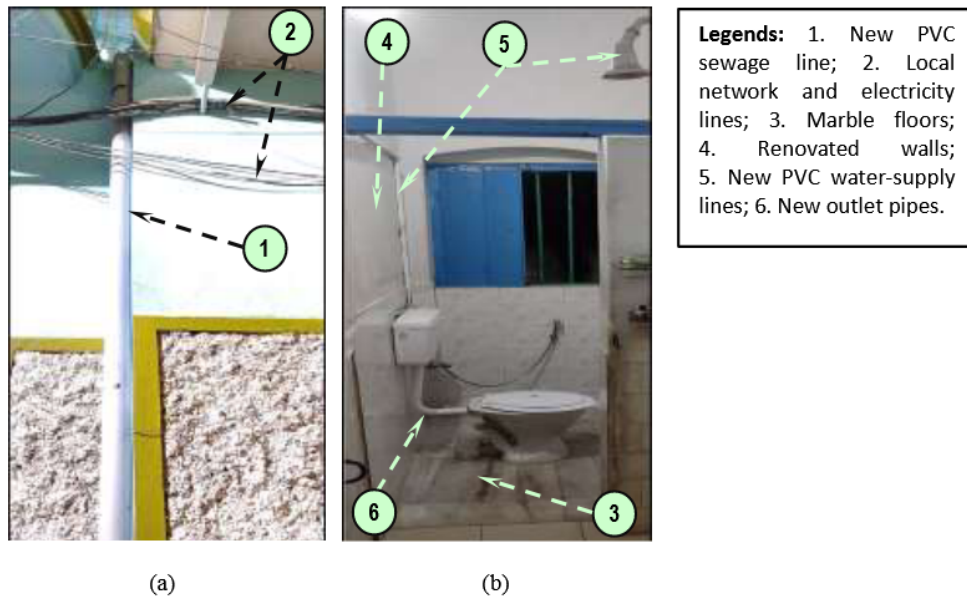 2
1
4
5
6
3
Legends: 1. New PVC
sewage line; 2. Local
network and electricity
lines; 3. Marble floors;
4. Renovated walls;
5. New PVC water-supply
lines; 6. New outlet pipes.
(a)
(b)